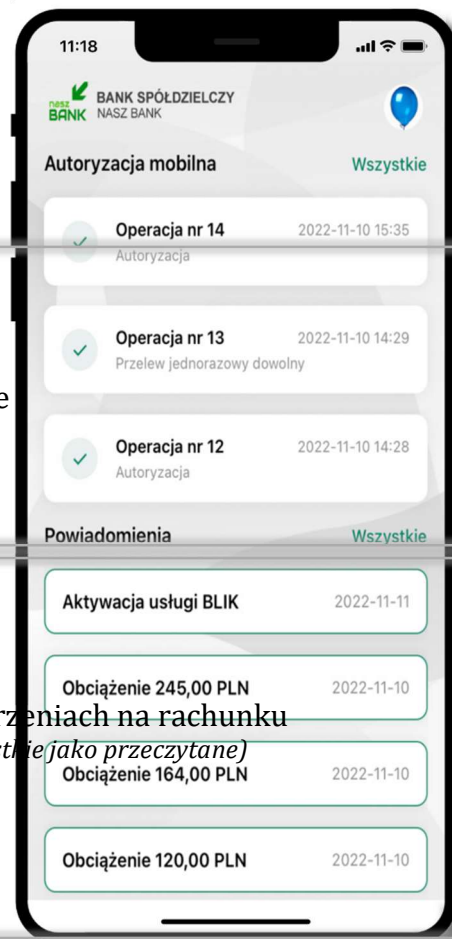 11:18
nasz
BANK
BANK SPÓŁDZIELCZY
NASZ BANK
Autoryzacja mobilna
Wszystkie
Operacja nr 14
2022-11-10 15:35
Autoryzacja
Operacja nr 13
2022-11-10 14:29
Przelew jednorazowy dowolny
e
Operacja nr 12
2022-11-10 14:28
Autoryzacja
Powiadomienia
Wszystkie
Aktywacja usługi BLIK
2022-11-11
Obciążenie 245,00 PLN
2022-11-10
rzeniach na rachunku
tkie jako przeczytane)
Obciążenie 164,00 PLN
2022-11-10
Obciążenie 120,00 PLN
2022-11-10